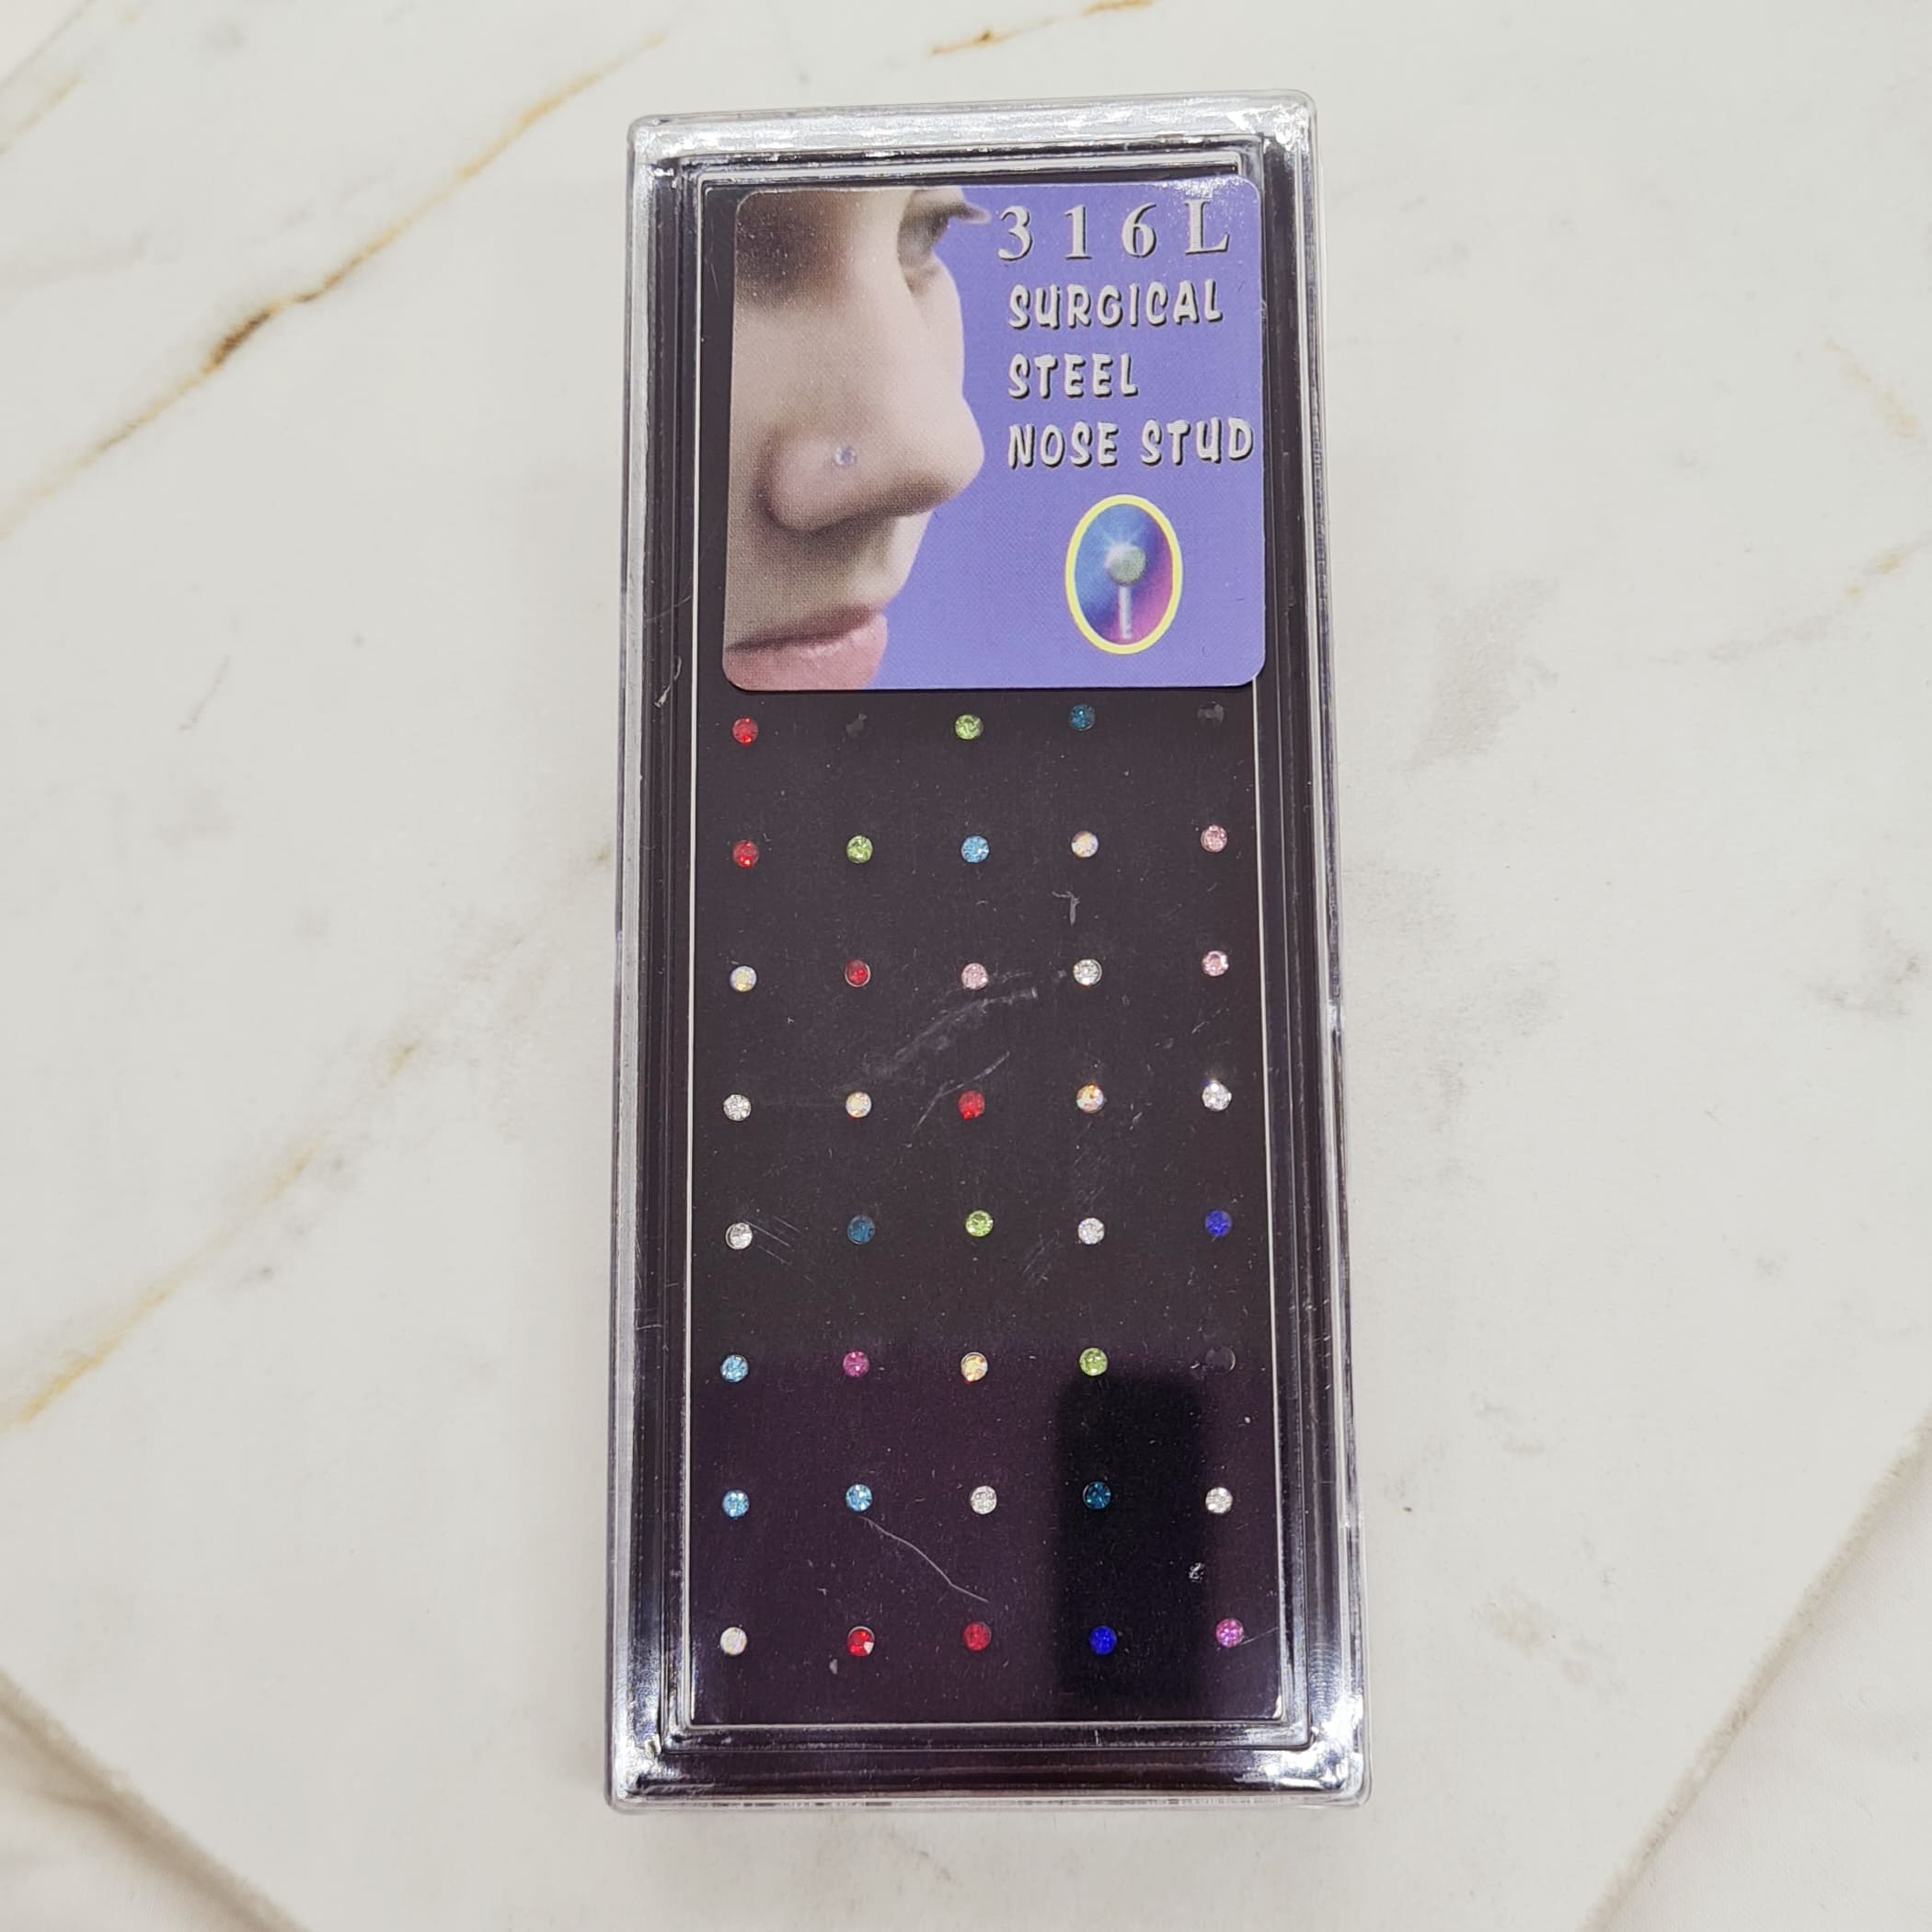 316L
SURGICAL
STEEL
NOSE STUD